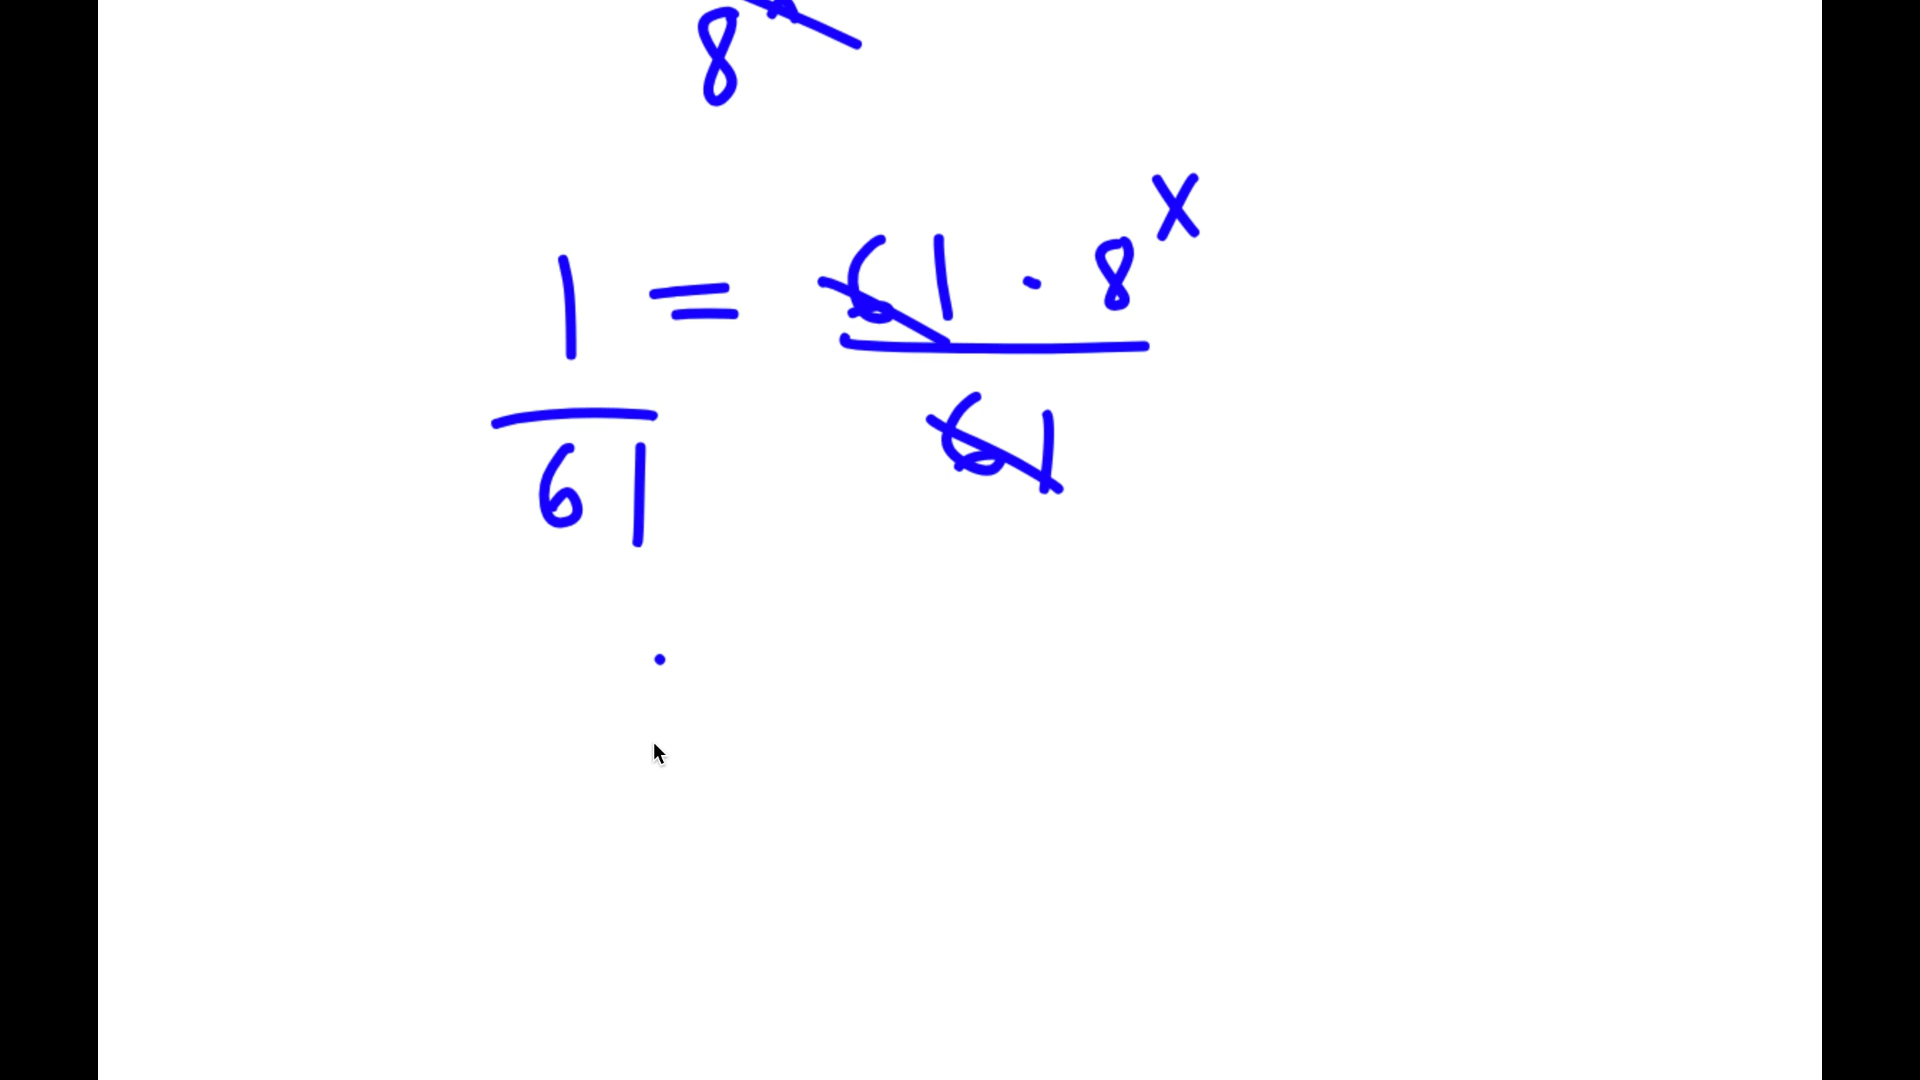 8
1 = 61 · 8^x
61 61